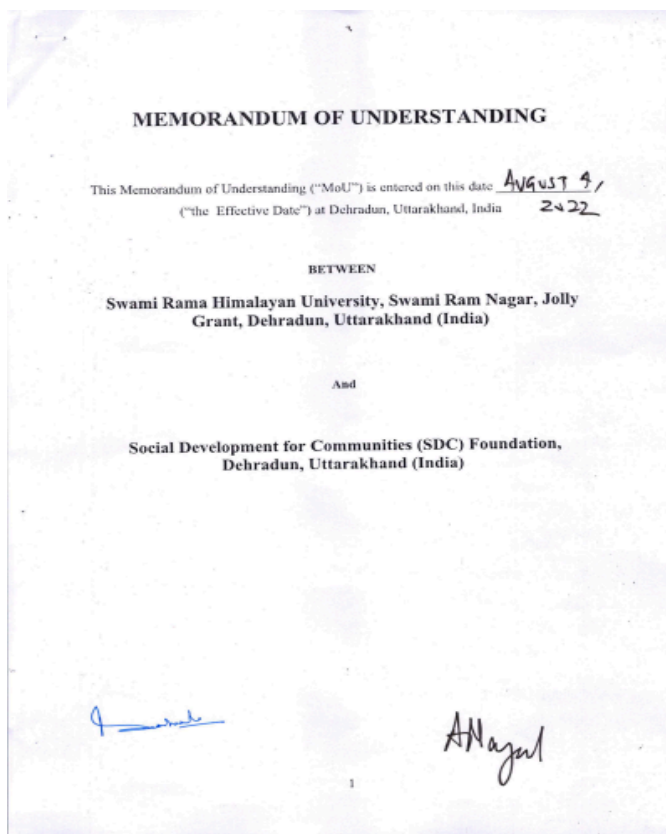 MEMORANDUM OF UNDERSTANDING
This Memorandum of Understanding ("MoU") is entered on this date AUGUST 4,
("the Effective Date") at Dehradun, Uttarakhand, India 2022
BETWEEN
Swami Rama Himalayan University, Swami Ram Nagar, Jolly
Grant, Dehradun, Uttarakhand (India)
And
Social Development for Communities (SDC) Foundation,
Dehradun, Uttarakhand (India)
1